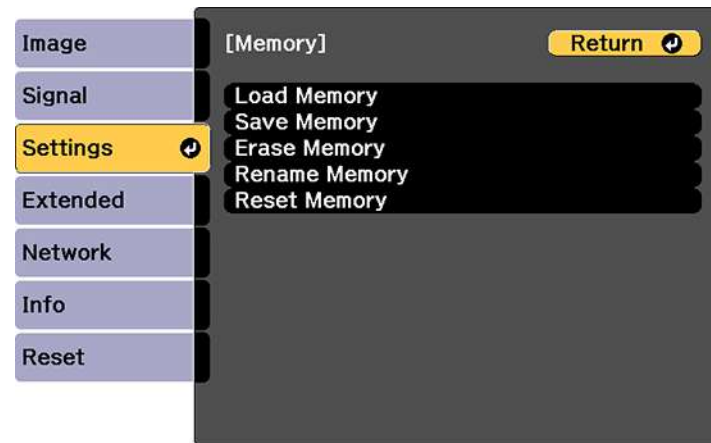 Image
Signal
Settings
Extended
Network
Info
Reset
[Memory]
Return
Load Memory
Save Memory
Erase Memory
Rename Memory
Reset Memory